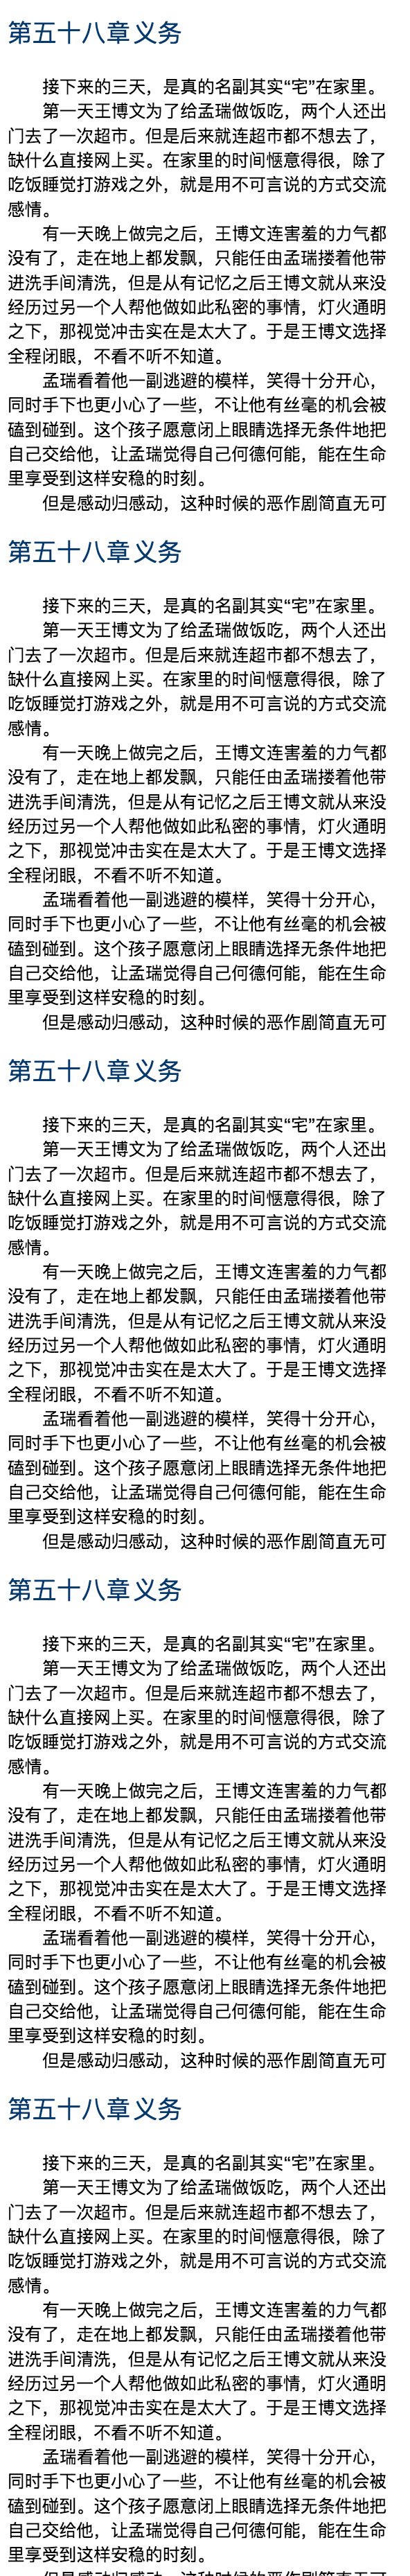 第五十八章 义务
接下来的三天，是真的名副其实“宅”在家里。
第一天王博文为了给孟瑞做饭吃，两个人还出
门去了一次超市。但是后来就连超市都不想去了，
缺什么直接网上买。在家里的时间惬意得很，除了
吃饭睡觉打游戏之外，就是用不可言说的方式交流
感情。
有一天晚上做完之后，王博文连害羞的力气都
没有了，走在地上都发飘，只能任由孟瑞搂着他带
进洗手间清洗，但是从有记忆之后王博文就从来没
经历过另一个人帮他做如此私密的事情，灯火通明
之下，那视觉冲击实在是太大了。于是王博文选择
全程闭眼，不看不听不知道。
孟瑞看着他一副逃避的模样，笑得十分开心，
同时手下也更小心了一些，不让他有丝毫的机会被
磕到碰到。这个孩子愿意闭上眼睛选择无条件地把
自己交给他，让孟瑞觉得自己何德何能，能在生命
里享受到这样安稳的时刻。
但是感动归感动，这种时候的恶作剧简直无可
第五十八章 义务
接下来的三天，是真的名副其实“宅”在家里。
第一天王博文为了给孟瑞做饭吃，两个人还出
门去了一次超市。但是后来就连超市都不想去了，
缺什么直接网上买。在家里的时间惬意得很，除了
吃饭睡觉打游戏之外，就是用不可言说的方式交流
感情。
有一天晚上做完之后，王博文连害羞的力气都
没有了，走在地上都发飘，只能任由孟瑞搂着他带
进洗手间清洗，但是从有记忆之后王博文就从来没
经历过另一个人帮他做如此私密的事情，灯火通明
之下，那视觉冲击实在是太大了。于是王博文选择
全程闭眼，不看不听不知道。
孟瑞看着他一副逃避的模样，笑得十分开心，
同时手下也更小心了一些，不让他有丝毫的机会被
磕到碰到。这个孩子愿意闭上眼睛选择无条件地把
自己交给他，让孟瑞觉得自己何德何能，能在生命
里享受到这样安稳的时刻。
但是感动归感动，这种时候的恶作剧简直无可
第五十八章 义务
接下来的三天，是真的名副其实“宅”在家里。
第一天王博文为了给孟瑞做饭吃，两个人还出
门去了一次超市。但是后来就连超市都不想去了，
缺什么直接网上买。在家里的时间惬意得很，除了
吃饭睡觉打游戏之外，就是用不可言说的方式交流
感情。
有一天晚上做完之后，王博文连害羞的力气都
没有了，走在地上都发飘，只能任由孟瑞搂着他带
进洗手间清洗，但是从有记忆之后王博文就从来没
经历过另一个人帮他做如此私密的事情，灯火通明
之下，那视觉冲击实在是太大了。于是王博文选择
全程闭眼，不看不听不知道。
孟瑞看着他一副逃避的模样，笑得十分开心，
同时手下也更小心了一些，不让他有丝毫的机会被
磕到碰到。这个孩子愿意闭上眼睛选择无条件地把
自己交给他，让孟瑞觉得自己何德何能，能在生命
里享受到这样安稳的时刻。
但是感动归感动，这种时候的恶作剧简直无可
第五十八章 义务
接下来的三天，是真的名副其实“宅”在家里。
第一天王博文为了给孟瑞做饭吃，两个人还出
门去了一次超市。但是后来就连超市都不想去了，
缺什么直接网上买。在家里的时间惬意得很，除了
吃饭睡觉打游戏之外，就是用不可言说的方式交流
感情。
有一天晚上做完之后，王博文连害羞的力气都
没有了，走在地上都发飘，只能任由孟瑞搂着他带
进洗手间清洗，但是从有记忆之后王博文就从来没
经历过另一个人帮他做如此私密的事情，灯火通明
之下，那视觉冲击实在是太大了。于是王博文选择
全程闭眼，不看不听不知道。
孟瑞看着他一副逃避的模样，笑得十分开心，
同时手下也更小心了一些，不让他有丝毫的机会被
磕到碰到。这个孩子愿意闭上眼睛选择无条件地把
自己交给他，让孟瑞觉得自己何德何能，能在生命
里享受到这样安稳的时刻。
但是感动归感动，这种时候的恶作剧简直无可
第五十八章 义务
接下来的三天，是真的名副其实“宅”在家里。
第一天王博文为了给孟瑞做饭吃，两个人还出
门去了一次超市。但是后来就连超市都不想去了，
缺什么直接网上买。在家里的时间惬意得很，除了
吃饭睡觉打游戏之外，就是用不可言说的方式交流
感情。
有一天晚上做完之后，王博文连害羞的力气都
没有了，走在地上都发飘，只能任由孟瑞搂着他带
进洗手间清洗，但是从有记忆之后王博文就从来没
经历过另一个人帮他做如此私密的事情，灯火通明
之下，那视觉冲击实在是太大了。于是王博文选择
全程闭眼，不看不听不知道。
孟瑞看着他一副逃避的模样，笑得十分开心，
同时手下也更小心了一些，不让他有丝毫的机会被
磕到碰到。这个孩子愿意闭上眼睛选择无条件地把
自己交给他，让孟瑞觉得自己何德何能，能在生命
里享受到这样安稳的时刻。